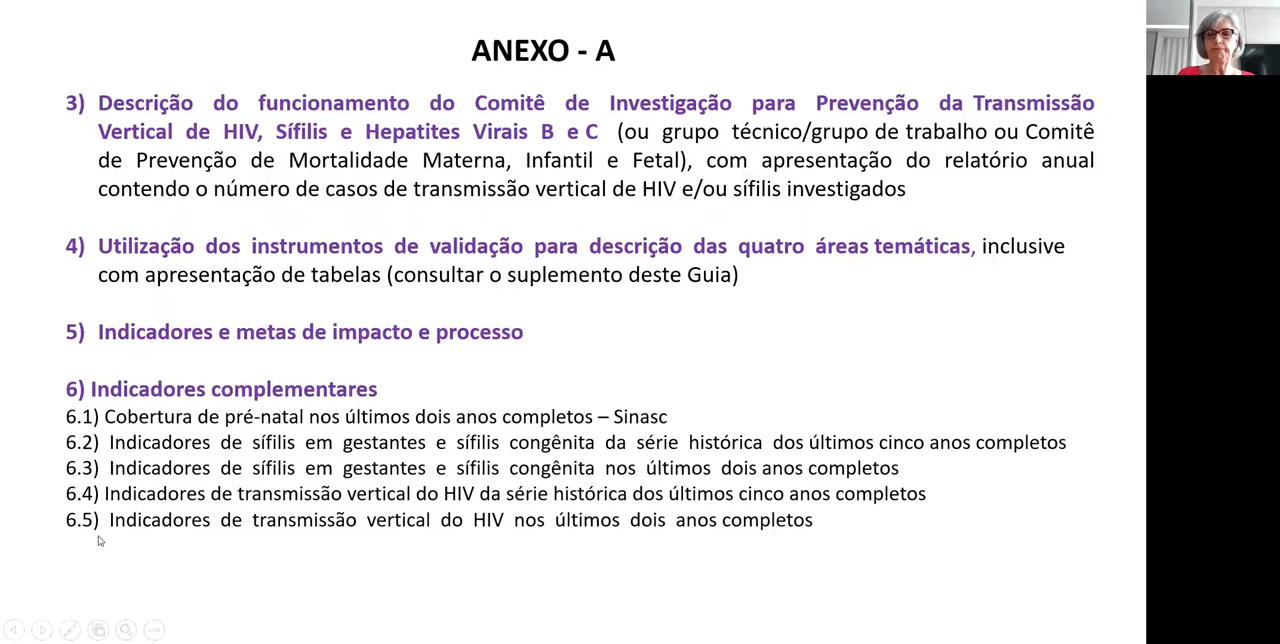 ANEXO - A
3) Descrição do funcionamento do Comitê de Investigação para Prevenção da Transmissão
Vertical de HIV, Sífilis e Hepatites Virais B e C (ou grupo técnico/grupo de trabalho ou Comitê
de Prevenção de Mortalidade Materna, Infantil e Fetal), com apresentação do relatório anual
contendo o número de casos de transmissão vertical de HIV e/ou sífilis investigados
4) Utilização dos instrumentos de validação para descrição das quatro áreas temáticas, inclusive
com apresentação de tabelas (consultar o suplemento deste Guia)
5) Indicadores e metas de impacto e processo
6) Indicadores complementares
6.1) Cobertura de pré-natal nos últimos dois anos completos – Sinasc
6.2) Indicadores de sífilis em gestantes e sífilis congênita da série histórica dos últimos cinco anos completos
6.3) Indicadores de sífilis em gestantes e sífilis congênita nos últimos dois anos completos
6.4) Indicadores de transmissão vertical do HIV da série histórica dos últimos cinco anos completos
6.5) Indicadores de transmissão vertical do HIV nos últimos dois anos completos